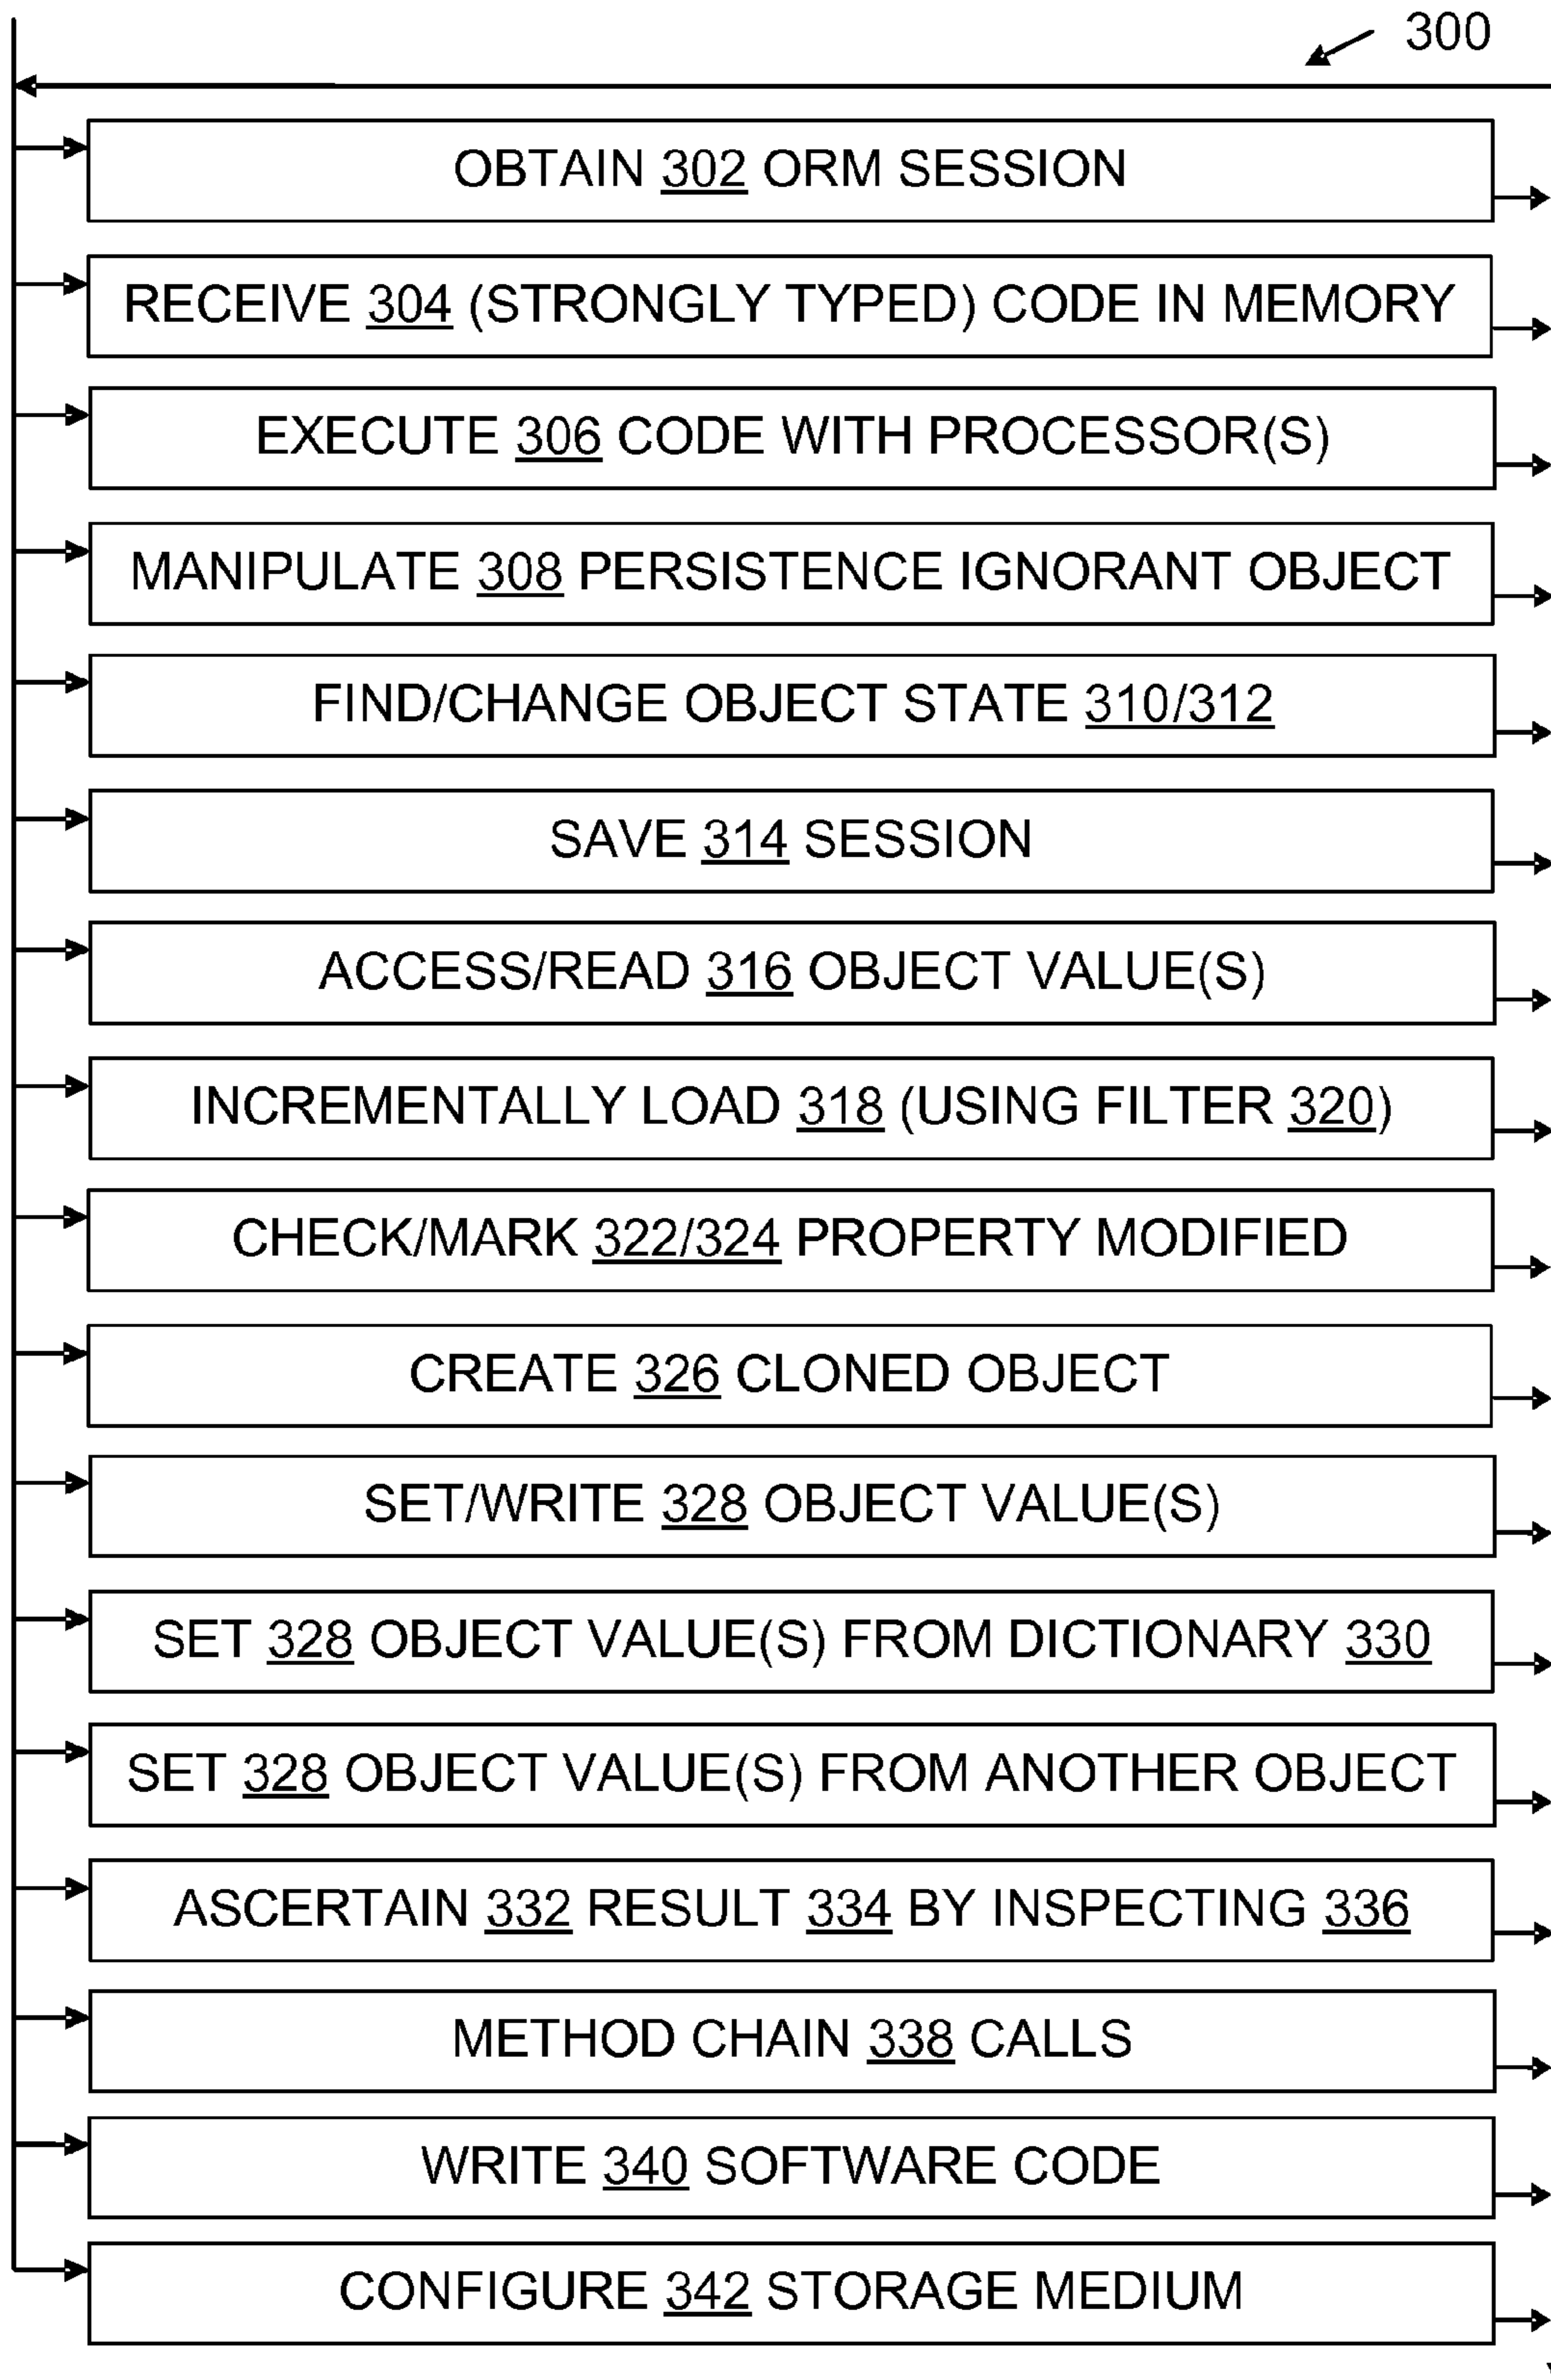 300
OBTAIN 302 ORM SESSION
RECEIVE 304 (STRONGLY TYPED) CODE IN MEMORY
EXECUTE 306 CODE WITH PROCESSOR(S)
MANIPULATE 308 PERSISTENCE IGNORANT OBJECT
FIND/CHANGE OBJECT STATE 310/312
SAVE 314 SESSION
ACCESS/READ 316 OBJECT VALUE(S)
INCREMENTALLY LOAD 318 (USING FILTER 320)
CHECK/MARK 322/324 PROPERTY MODIFIED
CREATE 326 CLONED OBJECT
SET/WRITE 328 OBJECT VALUE(S)
SET 328 OBJECT VALUE(S) FROM DICTIONARY 330
SET 328 OBJECT VALUE(S) FROM ANOTHER OBJECT
ASCERTAIN 332 RESULT 334 BY INSPECTING 336
METHOD CHAIN 338 CALLS
WRITE 340 SOFTWARE CODE
CONFIGURE 342 STORAGE MEDIUM